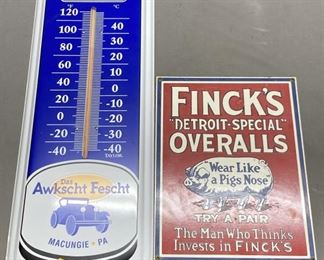 °F °C
120
100 40
80 30
60 20
40 10
20 0
0 -10
-20 -20
-40 -40
TAYLOR
Das
Awkscht Fescht
MACUNGIE • PA
FINCK'S
"DETROIT-SPECIAL"
OVERALLS
"Wear Like
a Pigs Nose"
TRY A PAIR
The Man Who Thinks
Invests in FINCK'S